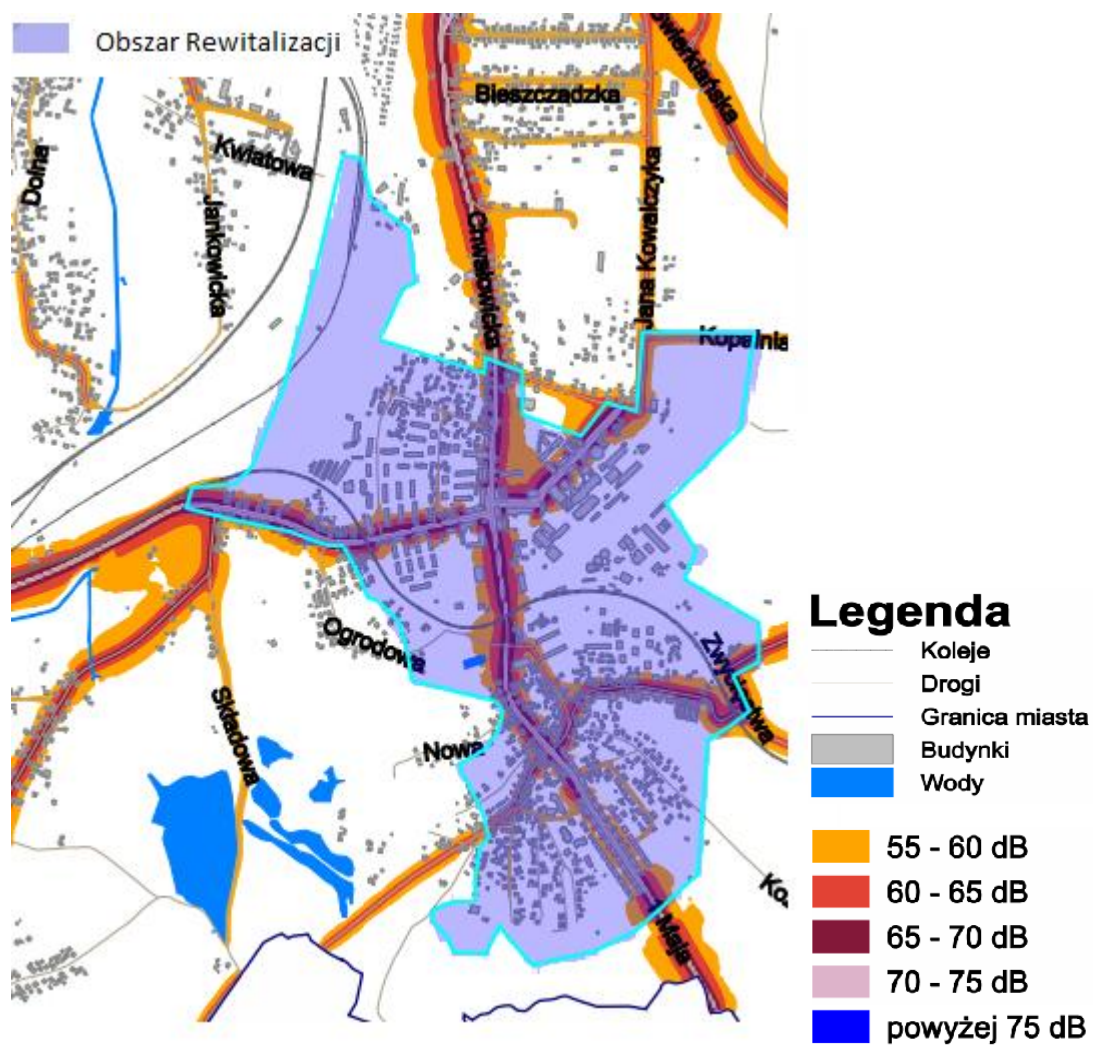 Obszar Rewitalizacji
Bieszczadzka
Kwiatowa
Dolna
Jankowicka
Chwałowicka
Jana Kowalczyka
Kopalnia
Ogrodowa
Składowa
Nowa
Maja
Legenda
Koleje
Drogi
Granica miasta
Budynki
Wody
55 - 60 dB
60 - 65 dB
65 - 70 dB
70 - 75 dB
powyżej 75 dB